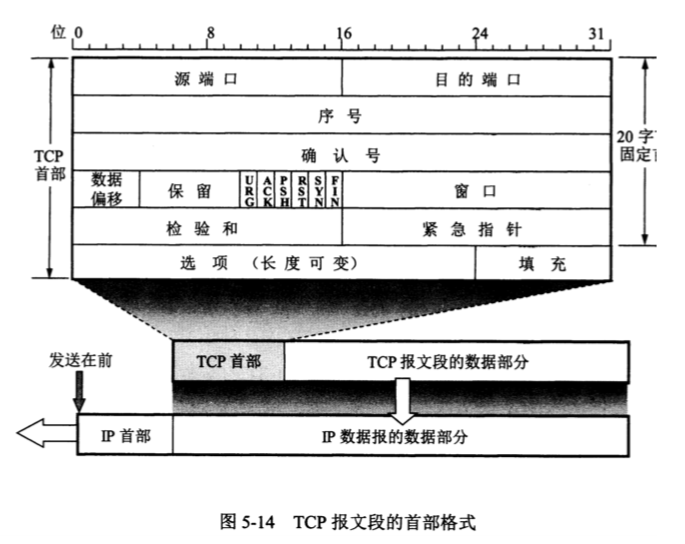 位 0 8 16 24 31
源端口 目的端口
序号
TCP
首部
确认号
20字
固定
数据
偏移
保留
URG
ACK
PSH
RST
SYN
FIN
窗口
检验和 紧急指针
选项（长度可变） 填充
发送在前
TCP 首部 TCP 报文段的数据部分
IP 首部 IP 数据报的数据部分
图 5-14 TCP 报文段的首部格式